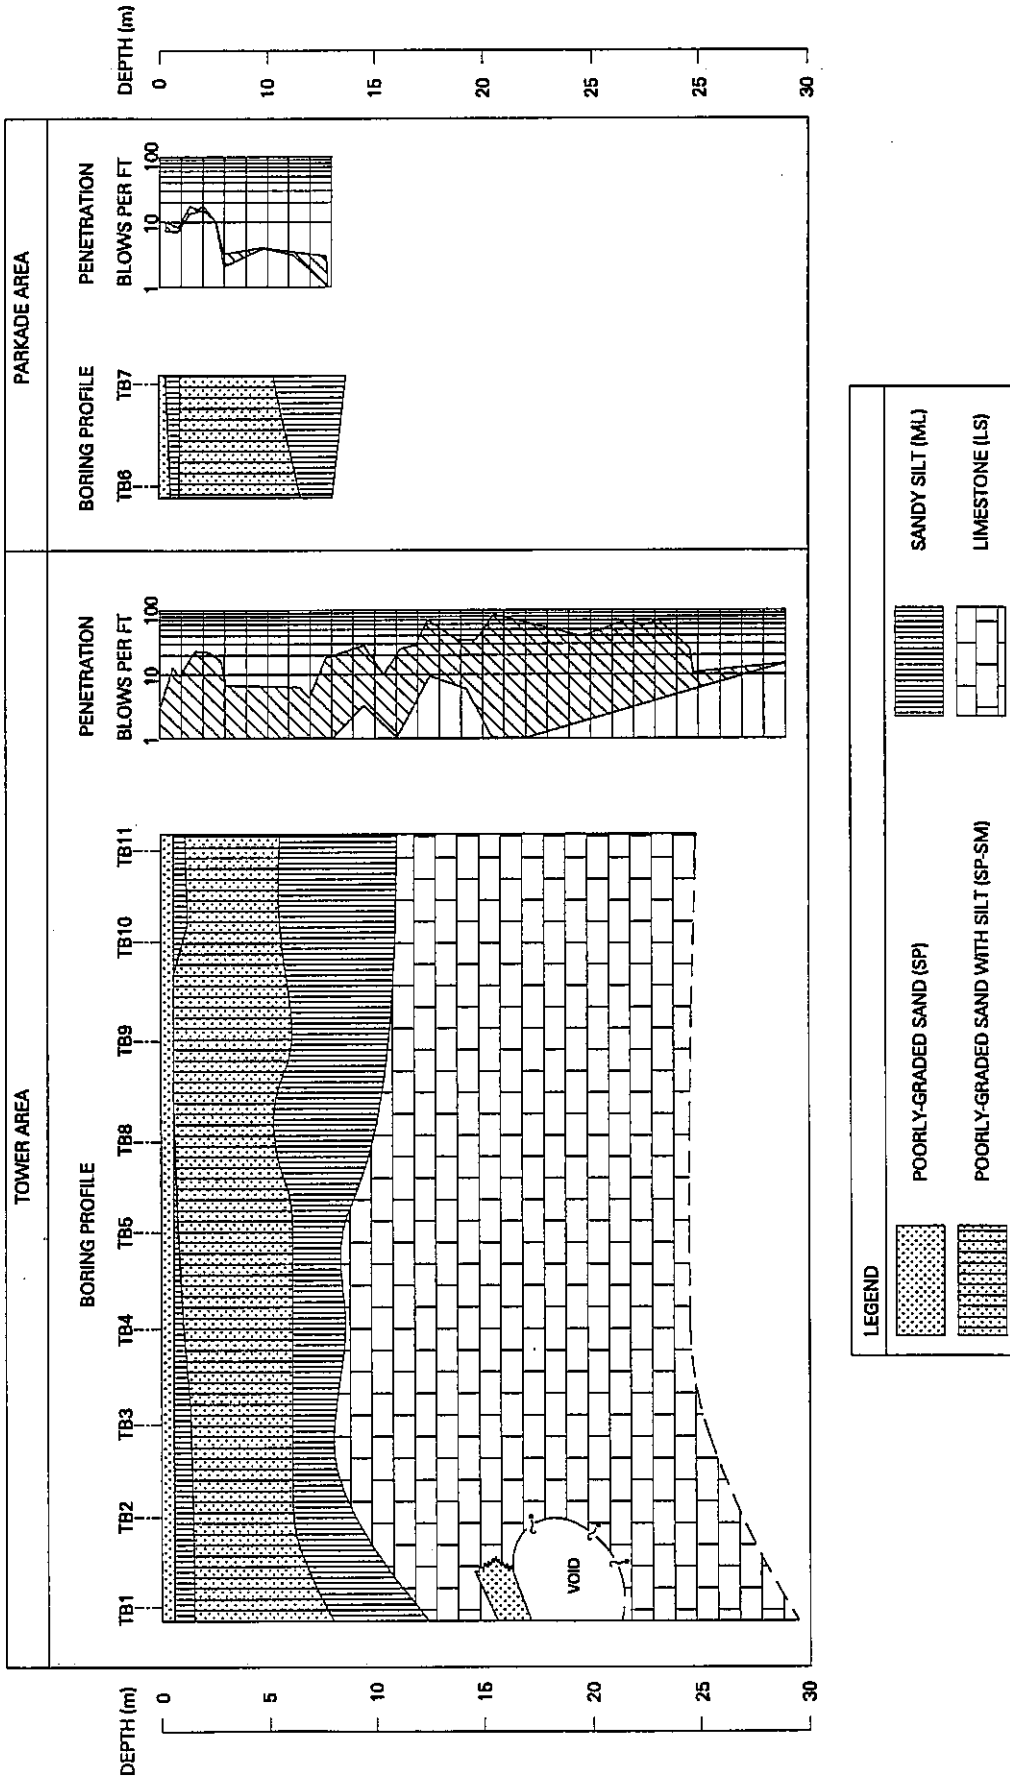 TOWER AREA
PARKADE AREA
DEPTH (m)
0
5
10
15
20
25
30
BORING PROFILE
TB1
TB2
TB3
TB4
TB5
TB8
TB9
TB10
TB11
VOID
PENETRATION
BLOWS PER FT
1
10
100
BORING PROFILE
TB6
TB7
PENETRATION
BLOWS PER FT
1
10
100
DEPTH (m)
0
10
15
20
25
30
LEGEND
POORLY-GRADED SAND (SP)
SANDY SILT (ML)
POORLY-GRADED SAND WITH SILT (SP-SM)
LIMESTONE (LS)